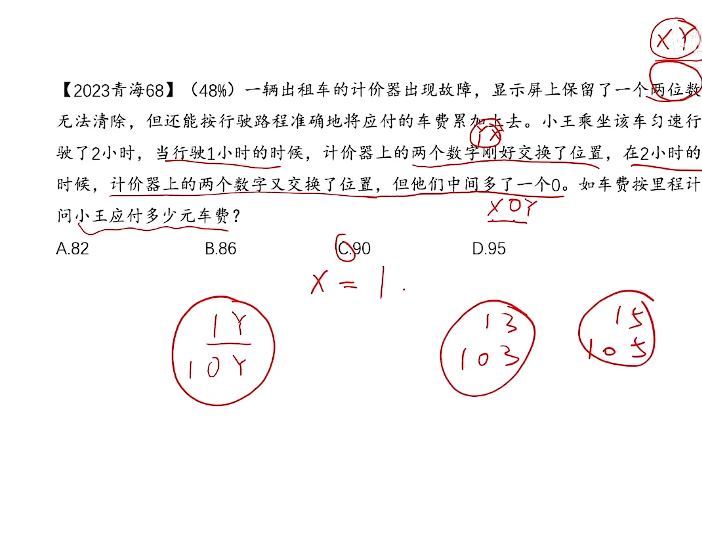 XY
【2023青海68】（48%）一辆出租车的计价器出现故障，显示屏上保留了一个两位数
无法清除，但还能按行驶路程准确地将应付的车费累加上去。小王乘坐该车匀速行
YX
驶了2小时，当行驶1小时的时候，计价器上的两个数字刚好交换了位置，在2小时的
时候，计价器上的两个数字又交换了位置，但他们中间多了一个0。如车费按里程计
X0Y
问小王应付多少元车费？
A.82 B.86 C.90 D.95
X = 1.
1Y 13 15
10Y 103 105